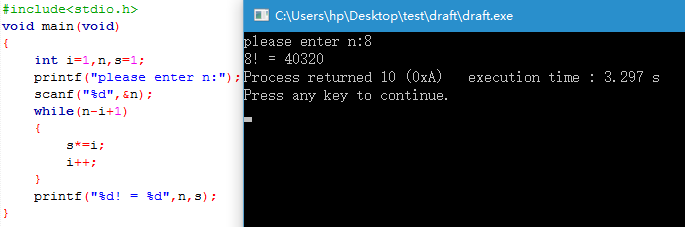 #include<stdio.h>
void main(void)
{
int i=1,n,s=1;
printf("please enter n:");
scanf("%d",&n);
while(n-i+1)
{
s*=i;
i++;
}
printf("%d! = %d",n,s);
}
C:\Users\hp\Desktop\test\draft\draft.exe
please enter n:8
8! = 40320
Process returned 10 (0xA)   execution time : 3.297 s
Press any key to continue.